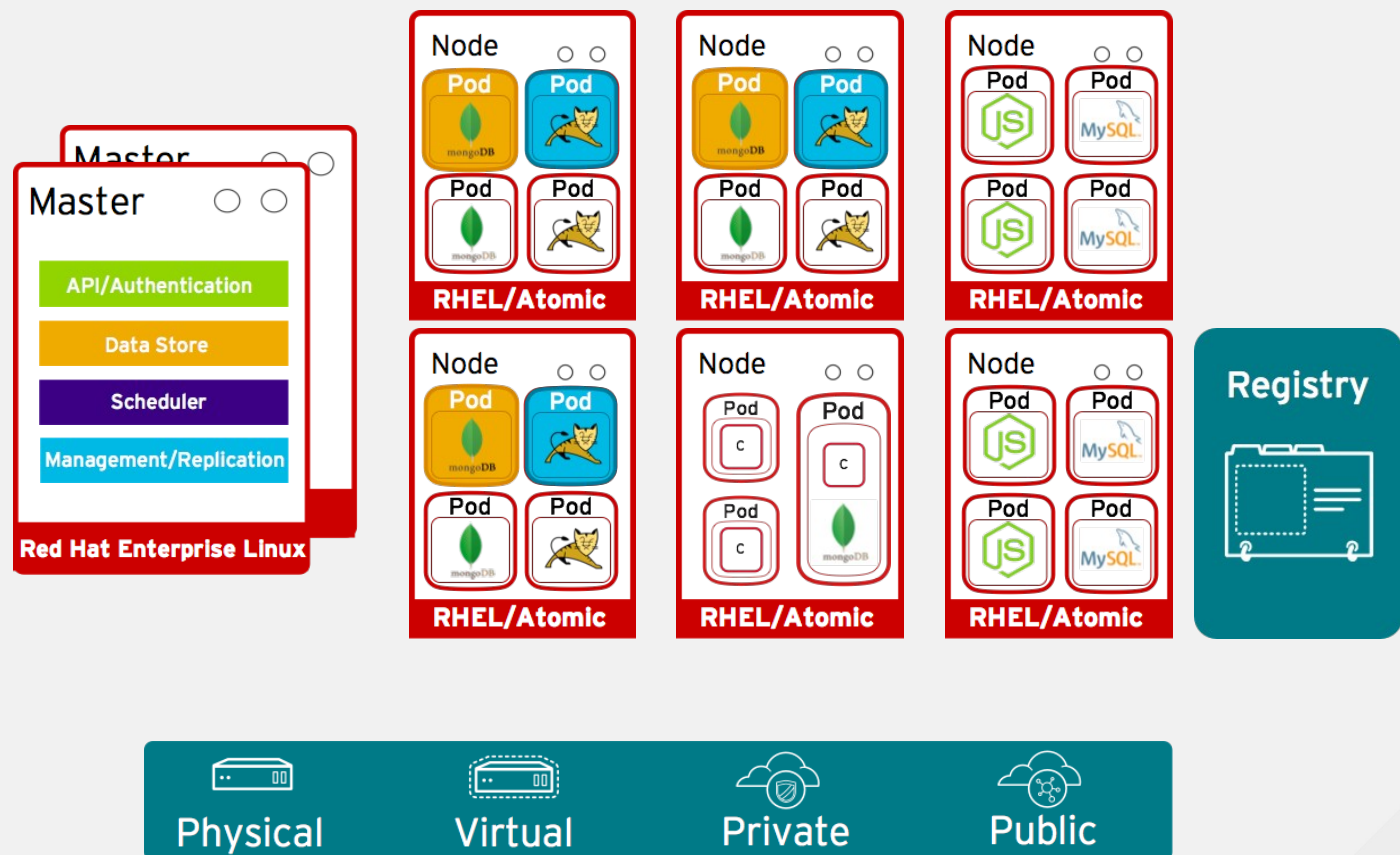 Master
Master
API/Authentication
Data Store
Scheduler
Management/Replication
Red Hat Enterprise Linux
Node
Pod Pod
mongoDB
Pod Pod
mongoDB
RHEL/Atomic
Node
Pod Pod
mongoDB
Pod Pod
mongoDB
RHEL/Atomic
Node
Pod Pod
JS MySQL
Pod Pod
JS MySQL
RHEL/Atomic
Node
Pod Pod
mongoDB
Pod Pod
mongoDB
RHEL/Atomic
Node
Pod Pod
C
C
Pod
C
mongoDB
RHEL/Atomic
Node
Pod Pod
JS MySQL
Pod Pod
JS MySQL
RHEL/Atomic
Registry
Physical Virtual Private Public